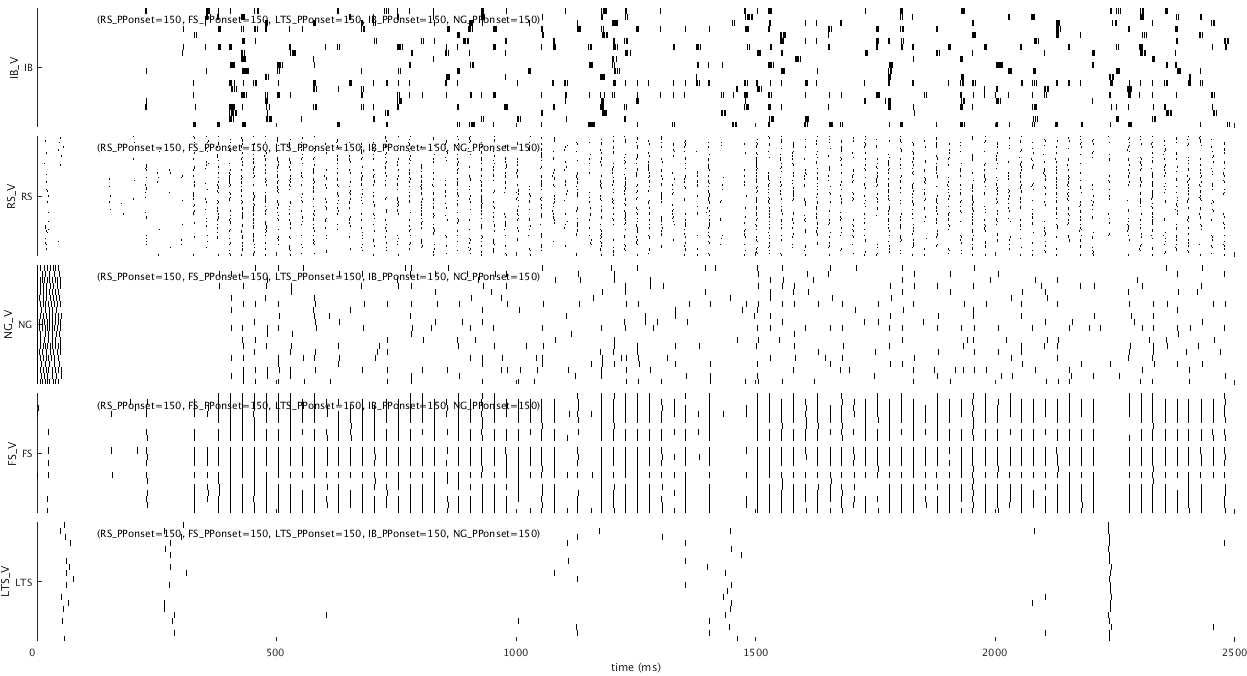 (RS_PPonset=150, FS_PPonset=150, LTS_PPonset=150, IB_PPonset=150, NG_PPonset=150)
IB_V
IB
(RS_PPonset=150, FS_PPonset=150, LTS_PPonset=150, IB_PPonset=150, NG_PPonset=150)
RS_V
RS
(RS_PPonset=150, FS_PPonset=150, LTS_PPonset=150, IB_PPonset=150, NG_PPonset=150)
NG_V
NG
(RS_PPonset=150, FS_PPonset=150, LTS_PPonset=150, IB_PPonset=150, NG_PPonset=150)
FS_V
FS
(RS_PPonset=150, FS_PPonset=150, LTS_PPonset=150, IB_PPonset=150, NG_PPonset=150)
LTS_V
LTS
0 500 1000 1500 2000 2500
time (ms)